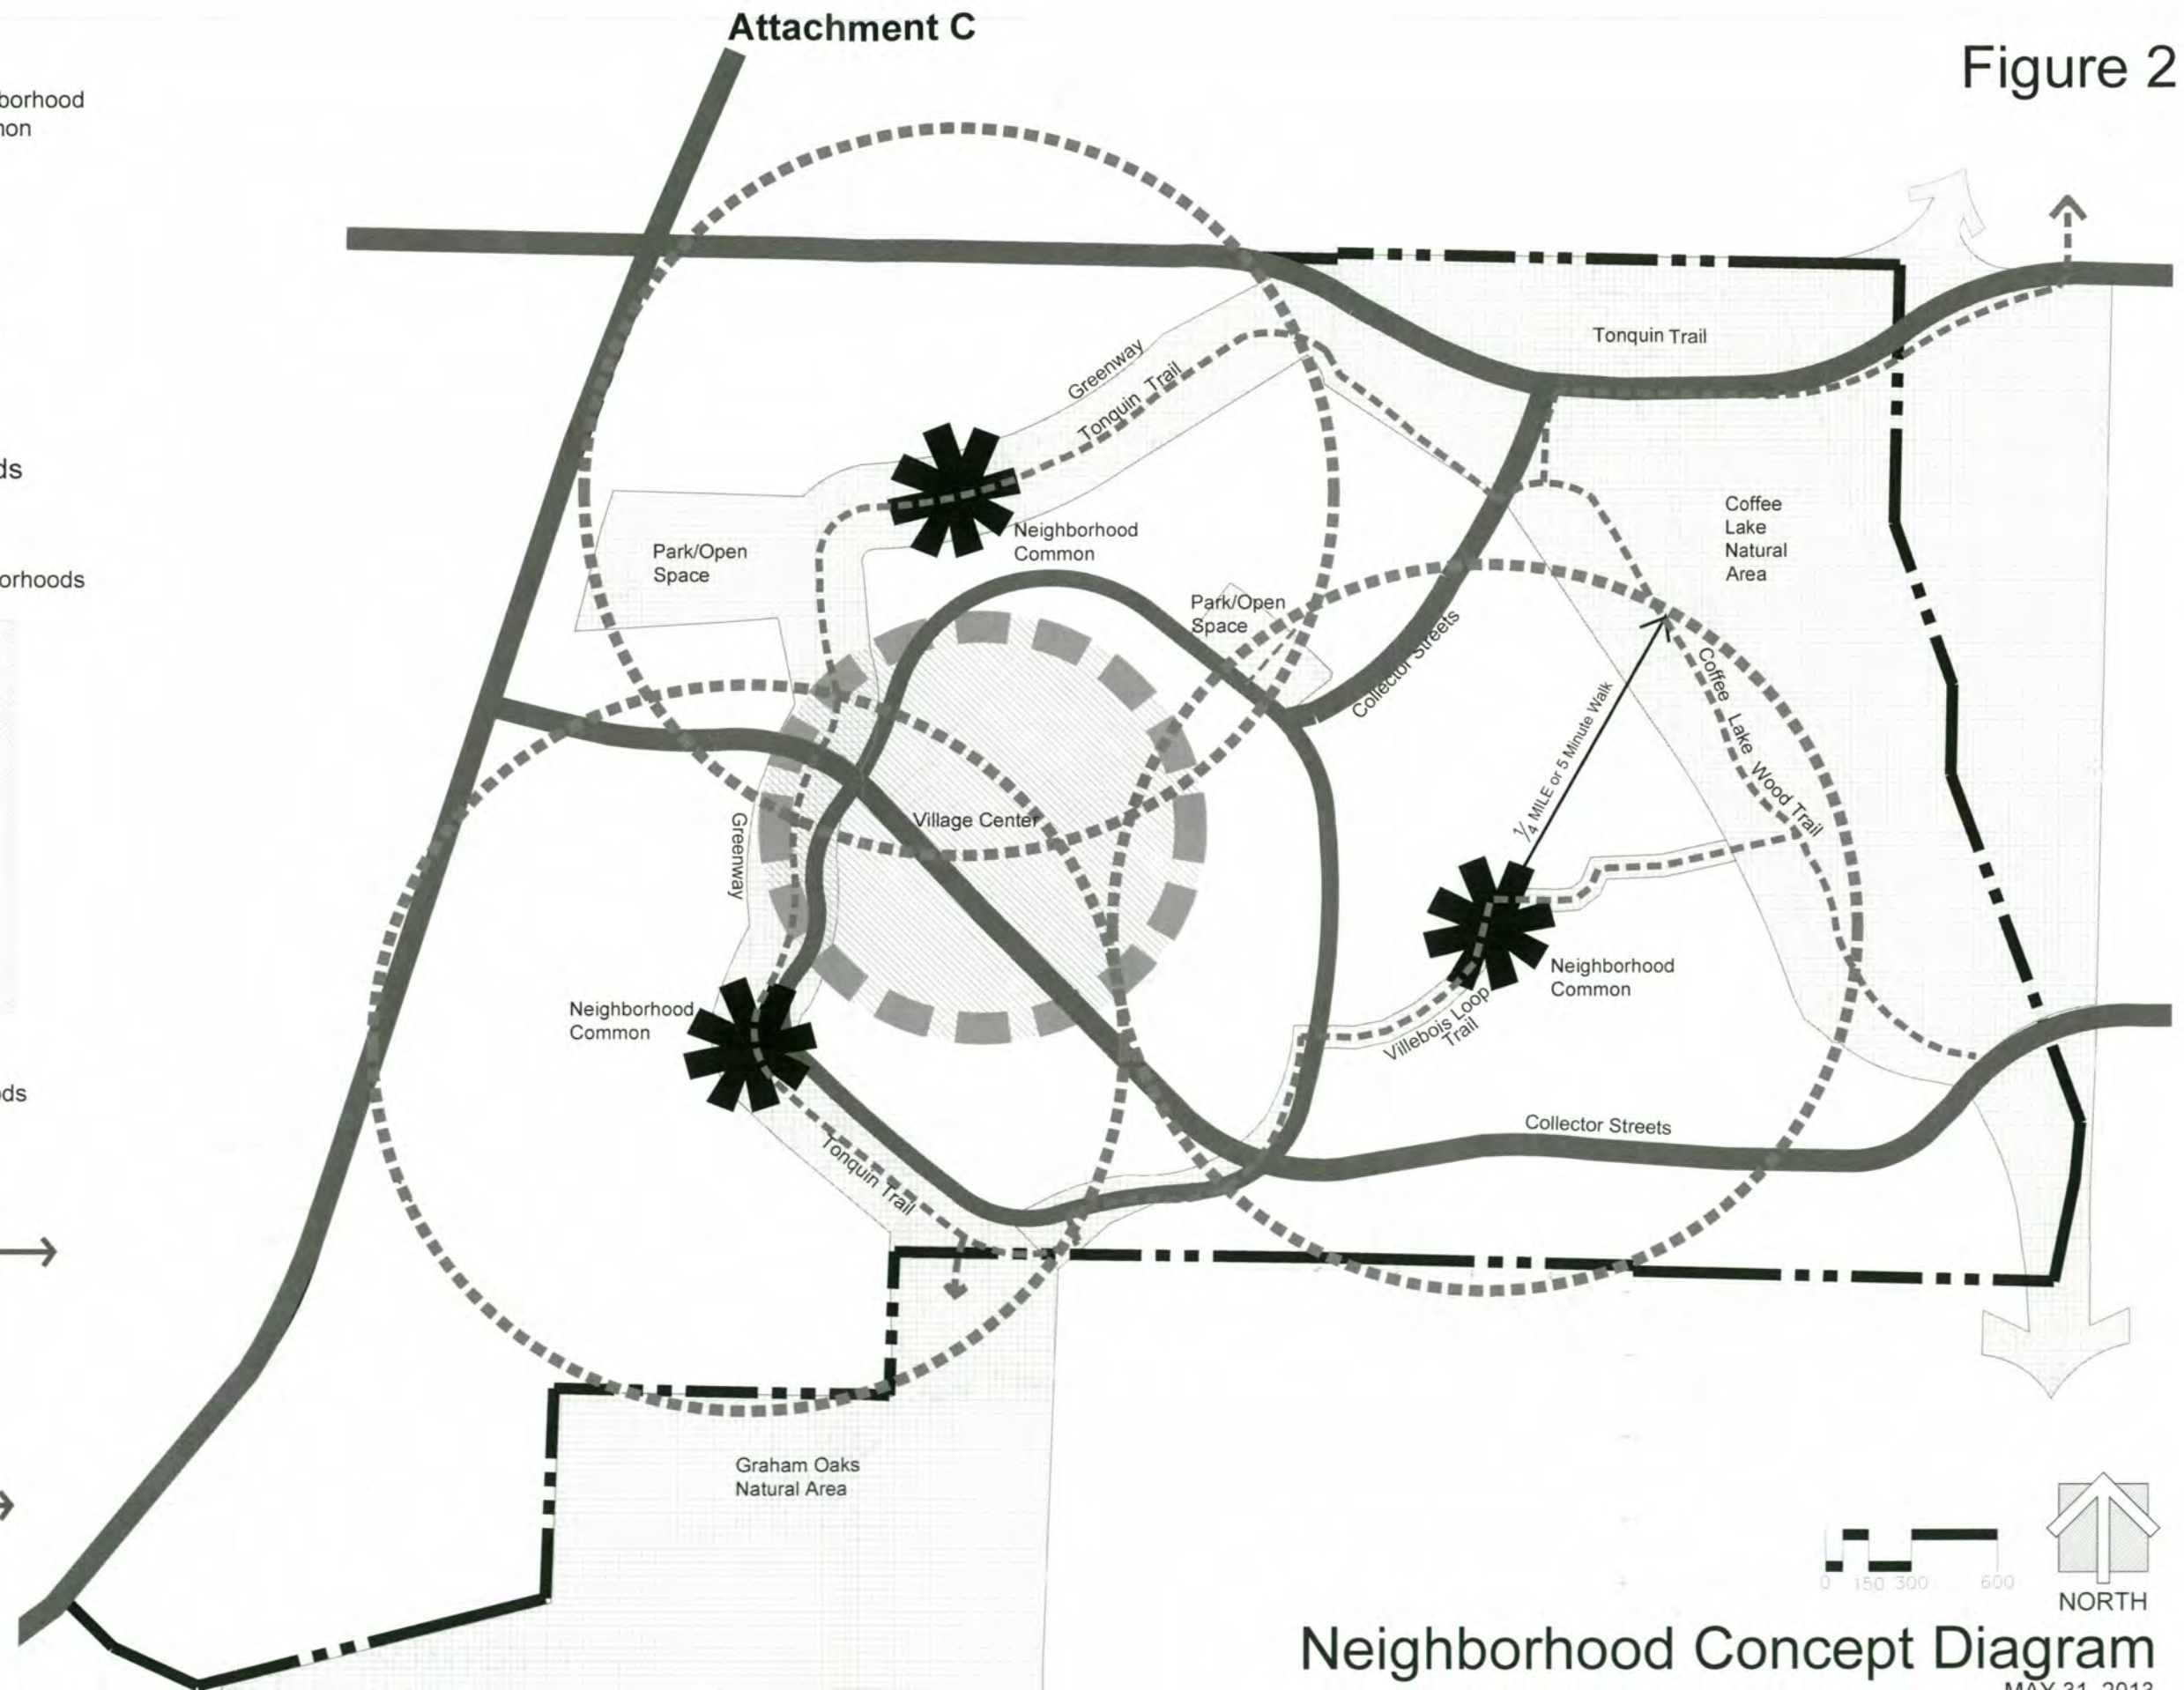 Attachment C
Figure 2
borhood
ds
orhoods
ds
Greenway
Tonquin Trail
Tonquin Trail
Neighborhood
Common
Park/Open
Space
Park/Open
Space
Coffee
Lake
Natural
Area
Collector Streets
1/4 MILE or 5 Minute Walk
Coffee Lake Wood Trail
Village Center
Greenway
Neighborhood
Common
Neighborhood
Common
Villebois Loop
Trail
Collector Streets
Tonquin Trail
Graham Oaks
Natural Area
0 150 300 600
NORTH
Neighborhood Concept Diagram
MAY 31, 2013